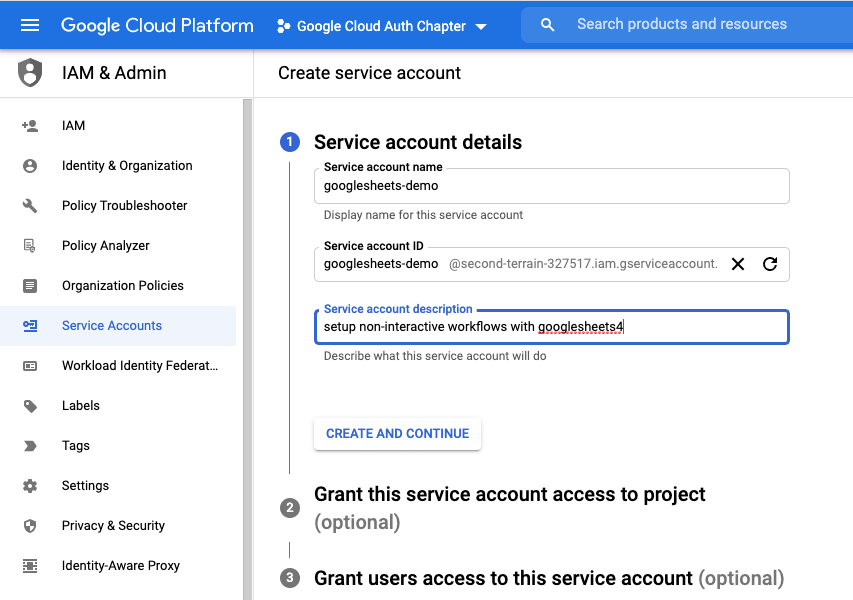 Google Cloud Platform
Google Cloud Auth Chapter
Search products and resources
IAM & Admin
Create service account
IAM
Identity & Organization
Policy Troubleshooter
Policy Analyzer
Organization Policies
Service Accounts
Workload Identity Federat...
Labels
Tags
Settings
Privacy & Security
Identity-Aware Proxy
1
Service account details
Service account name
googlesheets-demo
Display name for this service account
Service account ID
googlesheets-demo @second-terrain-327517.iam.gserviceaccount.
Service account description
setup non-interactive workflows with googlesheets4
Describe what this service account will do
CREATE AND CONTINUE
2
Grant this service account access to project
(optional)
3
Grant users access to this service account (optional)